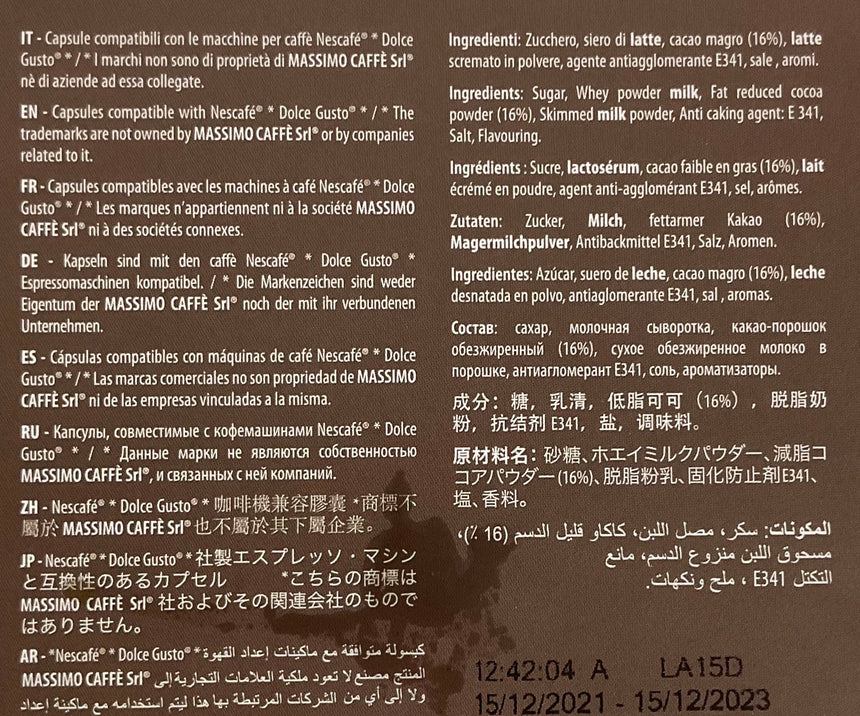 IT - Capsule compatibili con le macchine per caffè Nescafé® * Dolce
Gusto® * / * I marchi non sono di proprietà di MASSIMO CAFFÈ Srl®
nè di aziende ad essa collegate.
EN - Capsules compatible with Nescafé® * Dolce Gusto® * / * The
trademarks are not owned by MASSIMO CAFFÈ Srl® or by companies
related to it.
FR - Capsules compatibles avec les machines à café Nescafé® * Dolce
Gusto® * / * Les marques n'appartiennent ni à la société MASSIMO
CAFFÈ Srl® ni à des sociétés connexes.
DE - Kapseln sind mit den caffè Nescafé® * Dolce Gusto® *
Espressomaschinen kompatibel. / * Die Markenzeichen sind weder
Eigentum der MASSIMO CAFFÈ Srl® noch der mit ihr verbundenen
Unternehmen.
ES - Cápsulas compatibles con máquinas de café Nescafé® * Dolce
Gusto® * / * Las marcas comerciales no son propiedad de MASSIMO
CAFFÈ Srl® ni de las empresas vinculadas a la misma.
RU - Капсулы, совместимые с кофемашинами Nescafé® * Dolce
Gusto® * / * Данные марки не являются собственностью
MASSIMO CAFFÈ Srl®, и связанных с ней компаний.
ZH - Nescafé® * Dolce Gusto® * 咖啡機兼容膠囊 *商標不
屬於 MASSIMO CAFFÈ Srl® 也不屬於其下屬企業。
JP - Nescafé® * Dolce Gusto® * 社製エスプレッソ・マシン
と互換性のあるカプセル *こちらの商標は
MASSIMO CAFFÈ Srl® 社およびその関連会社のもので
はありません。
AR - *Nescafé® * Dolce Gusto® * كبسولة متوافقة مع ماكينات إعداد القهوة
المنتج مصنع لا تعود ملكية العلامات التجارية إلى MASSIMO CAFFÈ Srl®
ولا إلى أي من الشركات المرتبطة بها هذا ليتم استخدامه مع ماكينة إعداد
Ingredienti: Zucchero, siero di latte, cacao magro (16%), latte
scremato in polvere, agente antiagglomerante E341, sale , aromi.
Ingredients: Sugar, Whey powder milk, Fat reduced cocoa
powder (16%), Skimmed milk powder, Anti caking agent: E 341,
Salt, Flavouring.
Ingrédients : Sucre, lactosérum, cacao faible en gras (16%), lait
écrémé en poudre, agent anti-agglomérant E341, sel, arômes.
Zutaten: Zucker, Milch, fettarmer Kakao (16%),
Magermilchpulver, Antibackmittel E341, Salz, Aromen.
Ingredientes: Azúcar, suero de leche, cacao magro (16%), leche
desnatada en polvo, antiaglomerante E341, sal , aromas.
Состав: сахар, молочная сыворотка, какао-порошок
обезжиренный (16%), сухое обезжиренное молоко в
порошке, антиагломерант E341, соль, ароматизаторы.
成分：糖，乳清，低脂可可（16%），脱脂奶
粉，抗结剂 E341，盐，调味料。
原材料名：砂糖、ホエイミルクパウダー、減脂コ
コアパウダー(16%)、脱脂粉乳、固化防止剤E341、
塩、香料。
المكونات: سكر، مصل اللبن، كاكاو قليل الدسم (16 ٪)،
مسحوق اللبن منزوع الدسم، مانع
التكتل E341 ، ملح ونكهات.
12:42:04 A LA15D
15/12/2021 - 15/12/2023